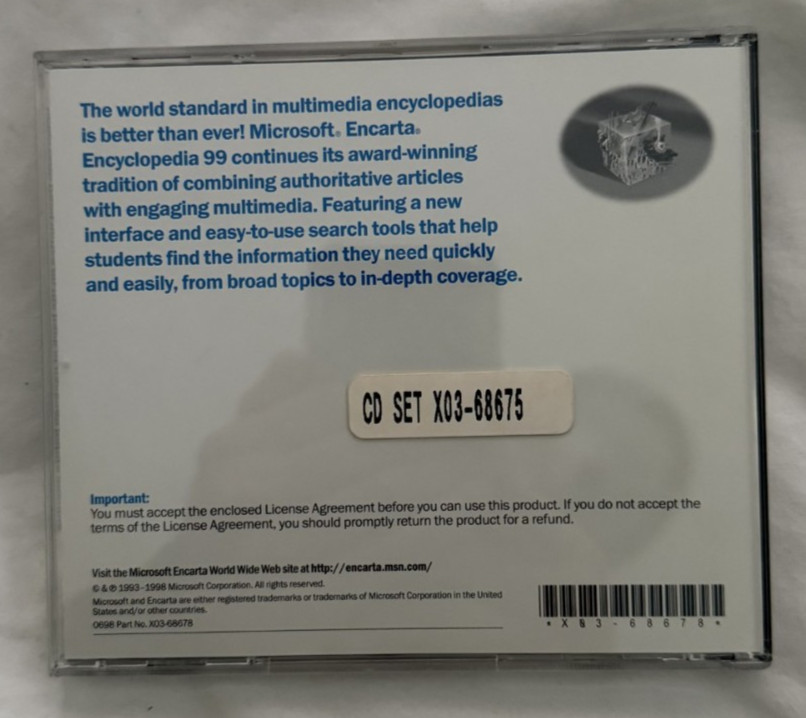 The world standard in multimedia encyclopedias
is better than ever! Microsoft® Encarta®
Encyclopedia 99 continues its award-winning
tradition of combining authoritative articles
with engaging multimedia. Featuring a new
interface and easy-to-use search tools that help
students find the information they need quickly
and easily, from broad topics to in-depth coverage.
CD SET X03-68675
Important:
You must accept the enclosed License Agreement before you can use this product. If you do not accept the
terms of the License Agreement, you should promptly return the product for a refund.
Visit the Microsoft Encarta World Wide Web site at http://encarta.msn.com/
© & ℗ 1993–1998 Microsoft Corporation. All rights reserved.
Microsoft and Encarta are either registered trademarks or trademarks of Microsoft Corporation in the United
States and/or other countries.
0698 Part No. X03-68678
*X03-68678*